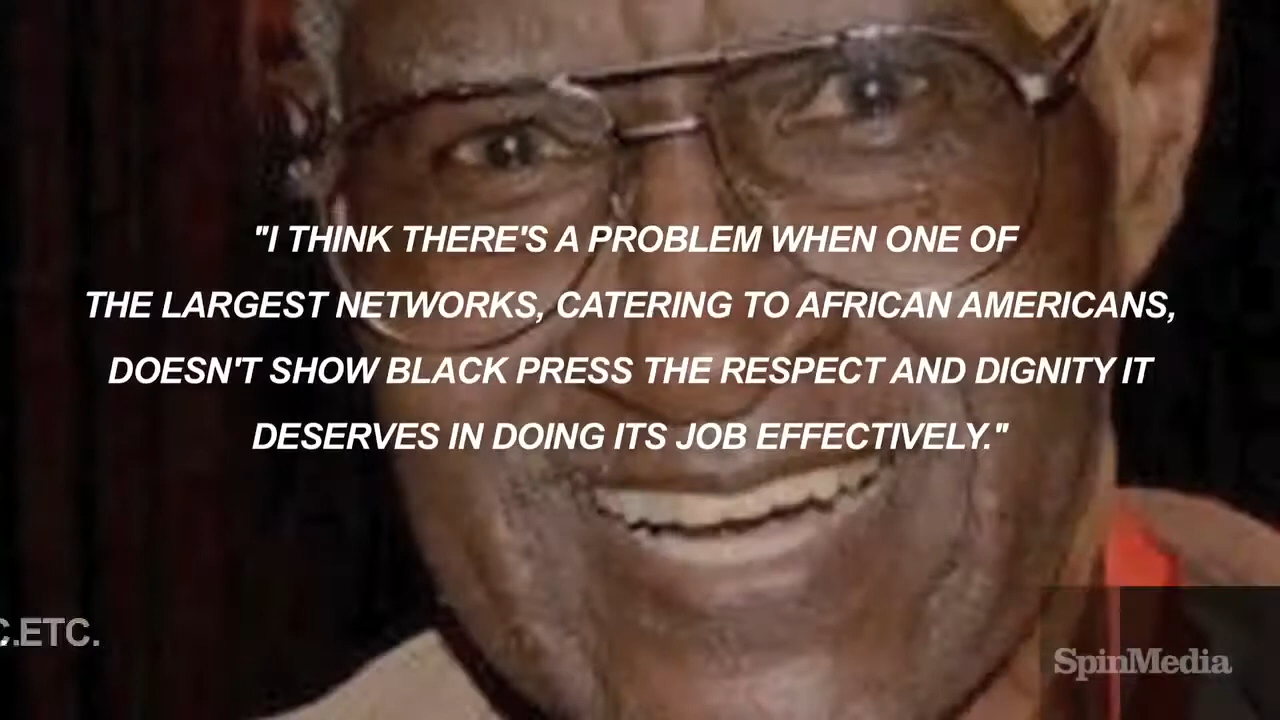 "I THINK THERE'S A PROBLEM WHEN ONE OF
THE LARGEST NETWORKS, CATERING TO AFRICAN AMERICANS,
DOESN'T SHOW BLACK PRESS THE RESPECT AND DIGNITY IT
DESERVES IN DOING ITS JOB EFFECTIVELY."
C.ETC.
SpinMedia